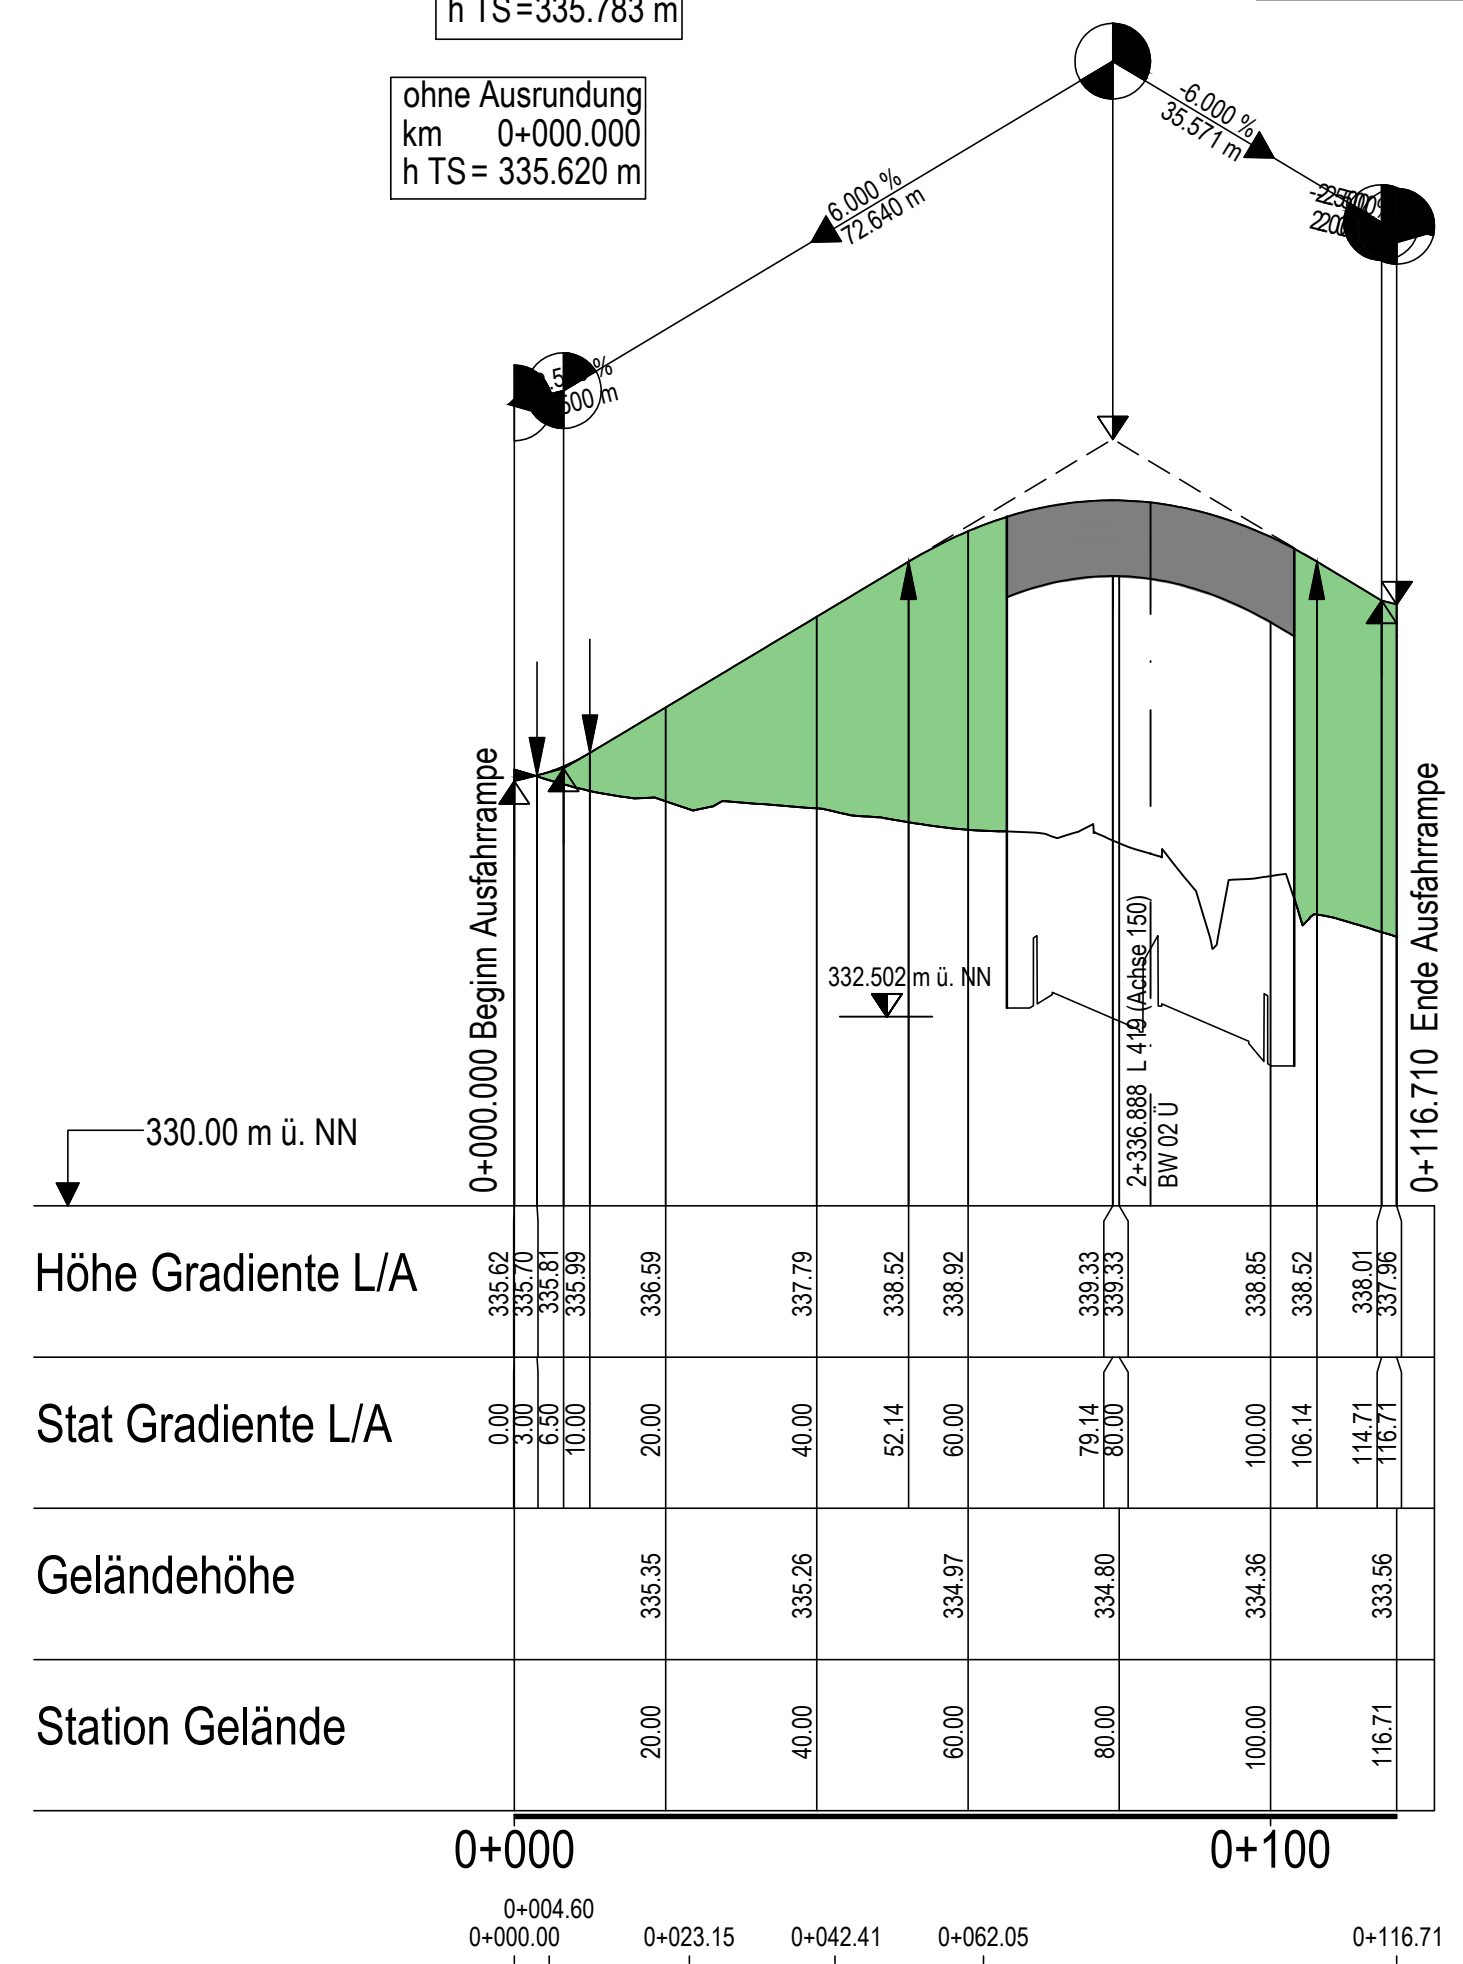 h TS=335.783 m
ohne Ausrundung
km 0+000.000
h TS= 335.620 m
-6.000 %
35.571 m
6.000 %
72.640 m
0+000.000 Beginn Ausfahrrampe
332.502 m ü. NN
2+336.888 L 419 (Achse 150)
BW 02 Ü
0+116.710 Ende Ausfahrrampe
330.00 m ü. NN
Höhe Gradiente L/A 335.62 335.70 335.81 335.99 336.59 337.79 338.52 338.92 339.33 339.33 338.85 338.52 338.01 337.96
Stat Gradiente L/A 0.00 3.00 6.50 10.00 20.00 40.00 52.14 60.00 79.14 80.00 100.00 106.14 114.71 116.71
Geländehöhe 335.35 335.26 334.97 334.80 334.36 333.56
Station Gelände 20.00 40.00 60.00 80.00 100.00 116.71
0+000 0+100
0+004.60
0+000.00 0+023.15 0+042.41 0+062.05 0+116.71